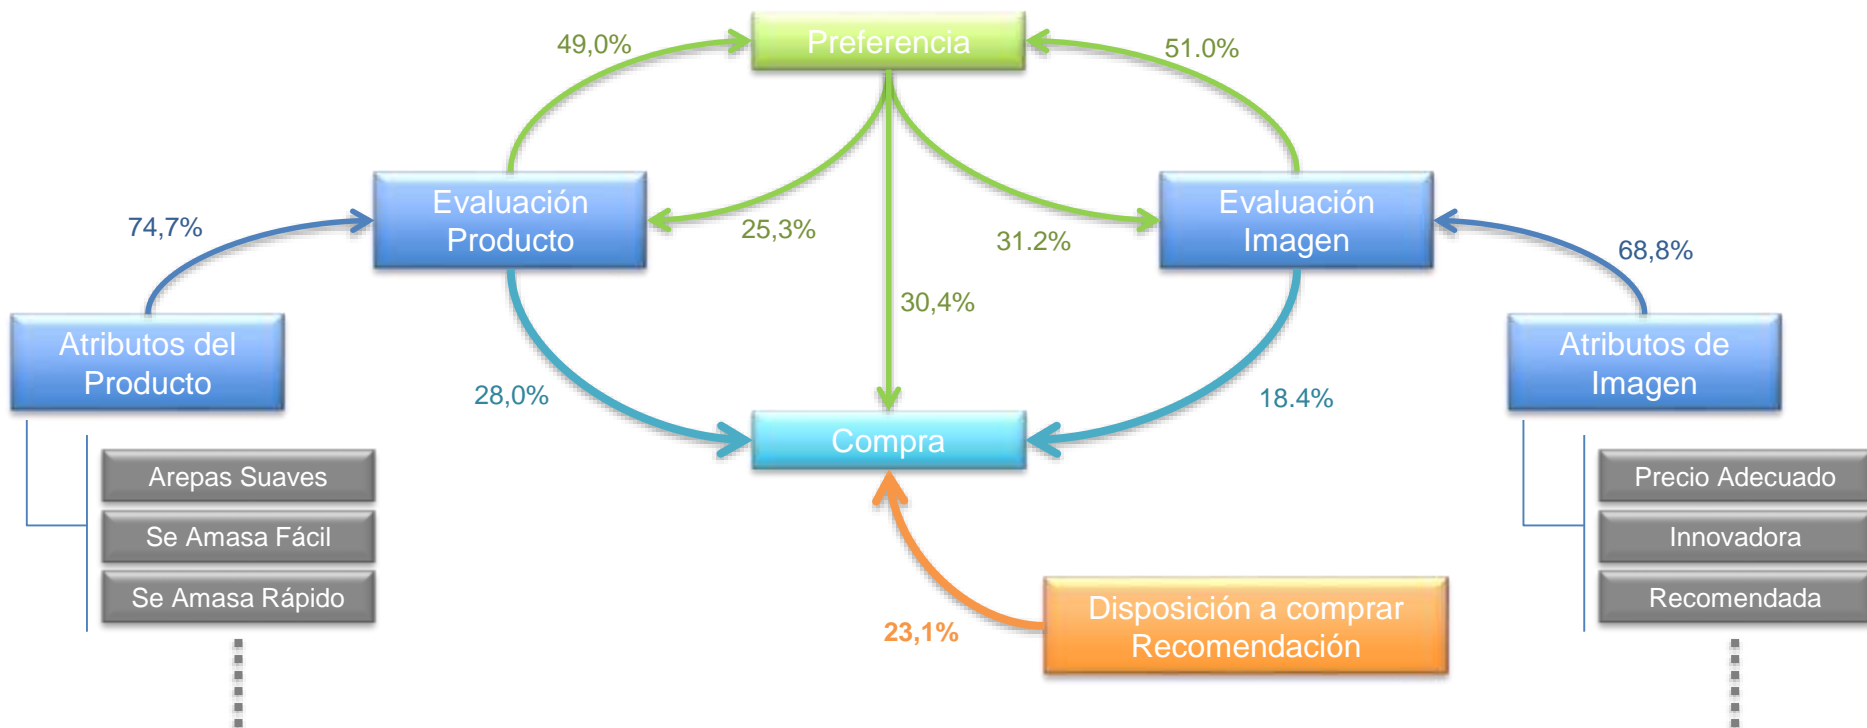 49,0%
Preferencia
51.0%
Evaluación
Producto
Evaluación
Imagen
74,7%
25,3%
31.2%
68,8%
30,4%
Atributos del
Producto
Atributos de
Imagen
28,0%
18.4%
Compra
Arepas Suaves
Se Amasa Fácil
Se Amasa Rápido
Precio Adecuado
Innovadora
Recomendada
23,1%
Disposición a comprar
Recomendación